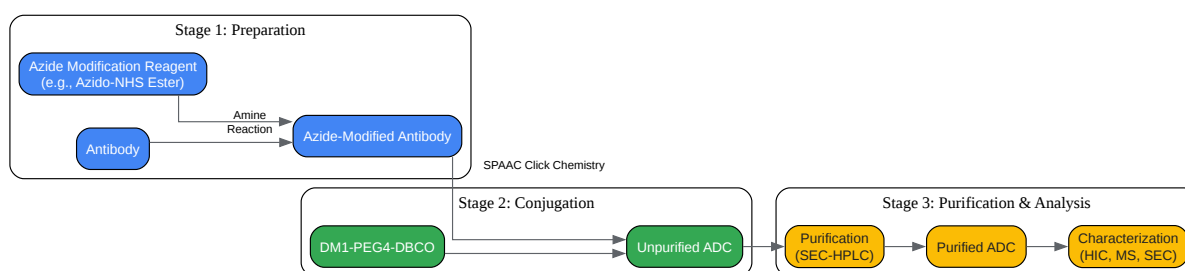 Stage 1: Preparation
Azide Modification Reagent
(e.g., Azido-NHS Ester)
Amine
Reaction
Antibody
Azide-Modified Antibody
SPAAC Click Chemistry
Stage 2: Conjugation
DM1-PEG4-DBCO
Unpurified ADC
Stage 3: Purification & Analysis
Purification
(SEC-HPLC)
Purified ADC
Characterization
(HIC, MS, SEC)